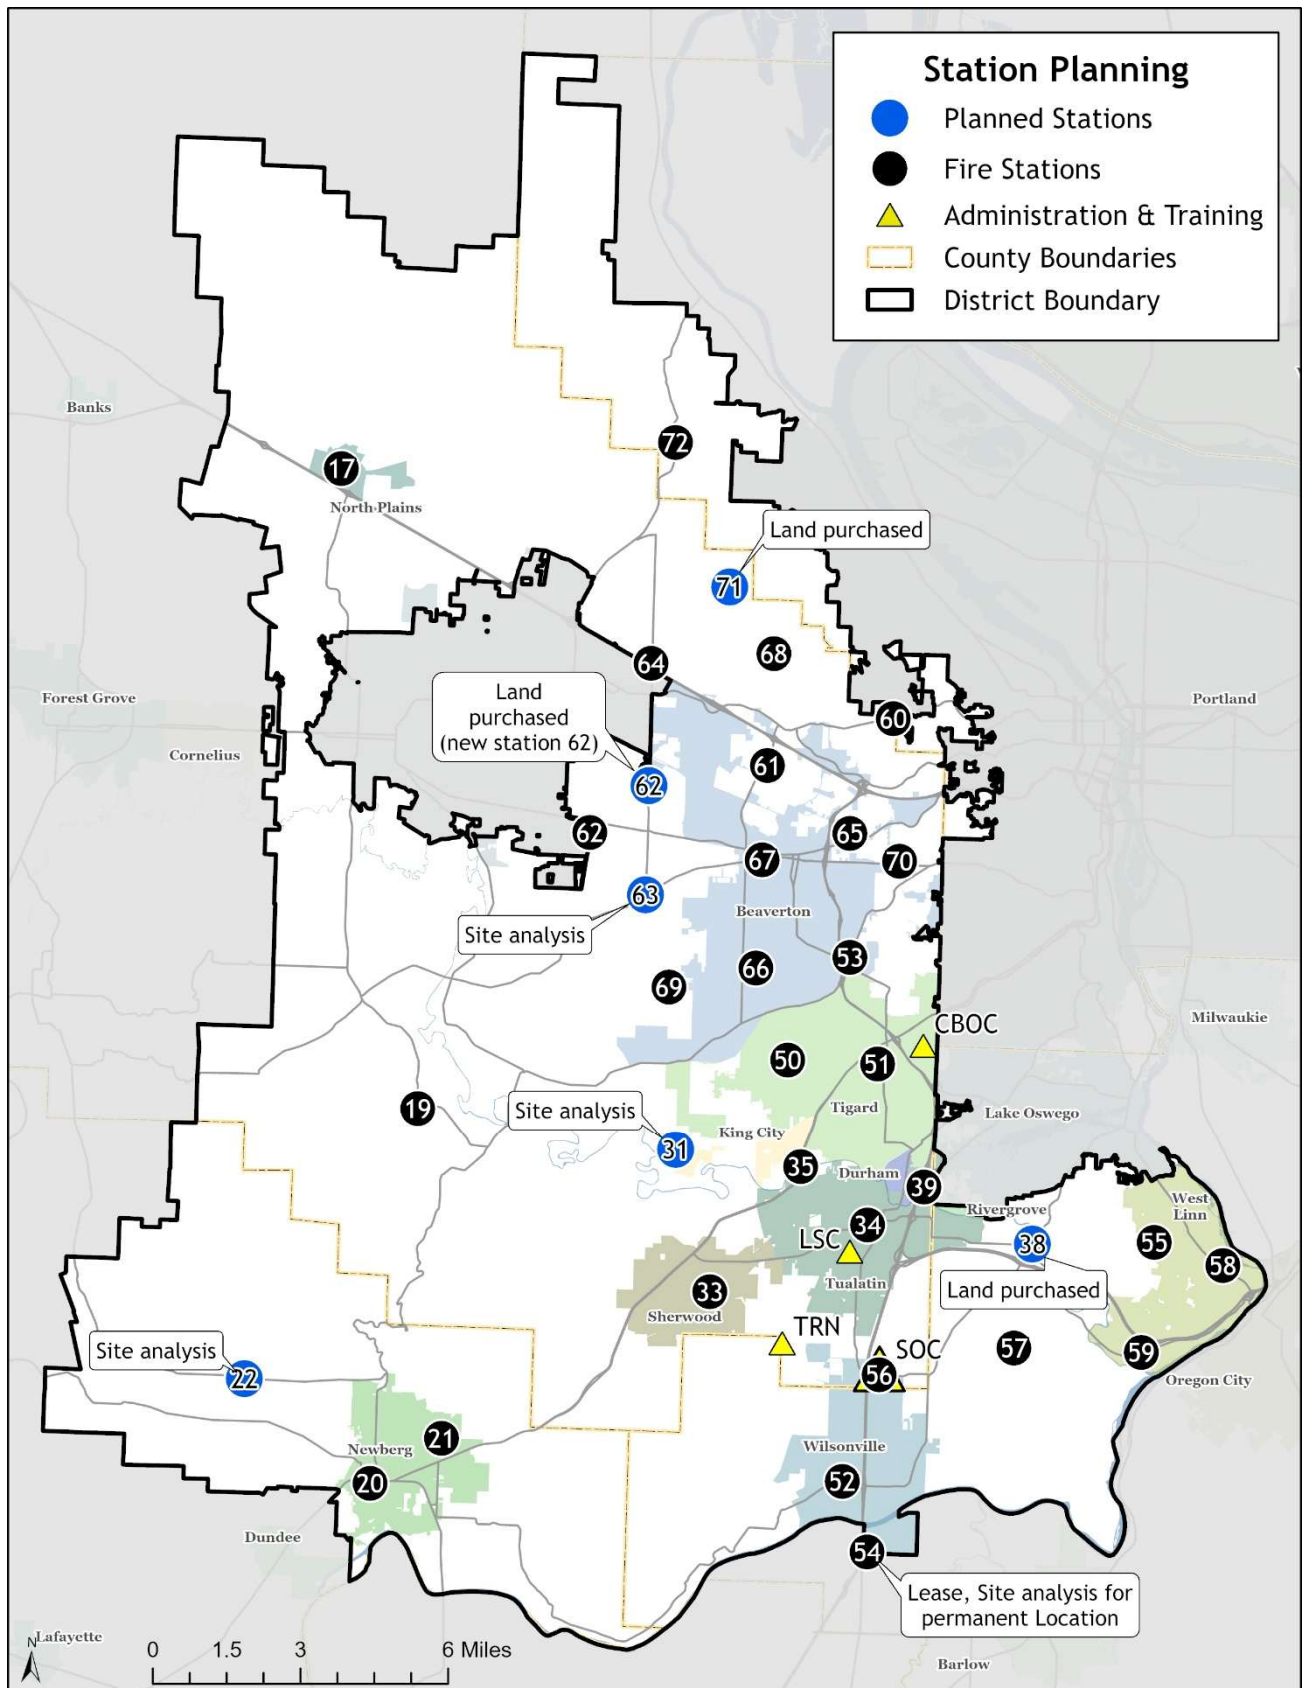 Station Planning
Planned Stations
Fire Stations
Administration & Training
County Boundaries
District Boundary
Banks
72
17
North Plains
Land purchased
71
64
68
Forest Grove
Land
purchased
(new station 62)
60
Portland
Cornelius
61
62
62
65
67
70
63
Beaverton
Site analysis
53
66
69
CBOC
Milwaukie
50
51
19
Site analysis
Tigard
Lake Oswego
King City
31
35
Durham
39
West
Linn
Rivergrove
34
LSC
38
55
58
Tualatin
33
Land purchased
Sherwood
TRN
SOC
57
59
Site analysis
56
22
Oregon City
21
Newberg
Wilsonville
20
52
Dundee
54
Lease, Site analysis for
permanent Location
N
Lafayette
0 1.5 3 6 Miles
Barlow